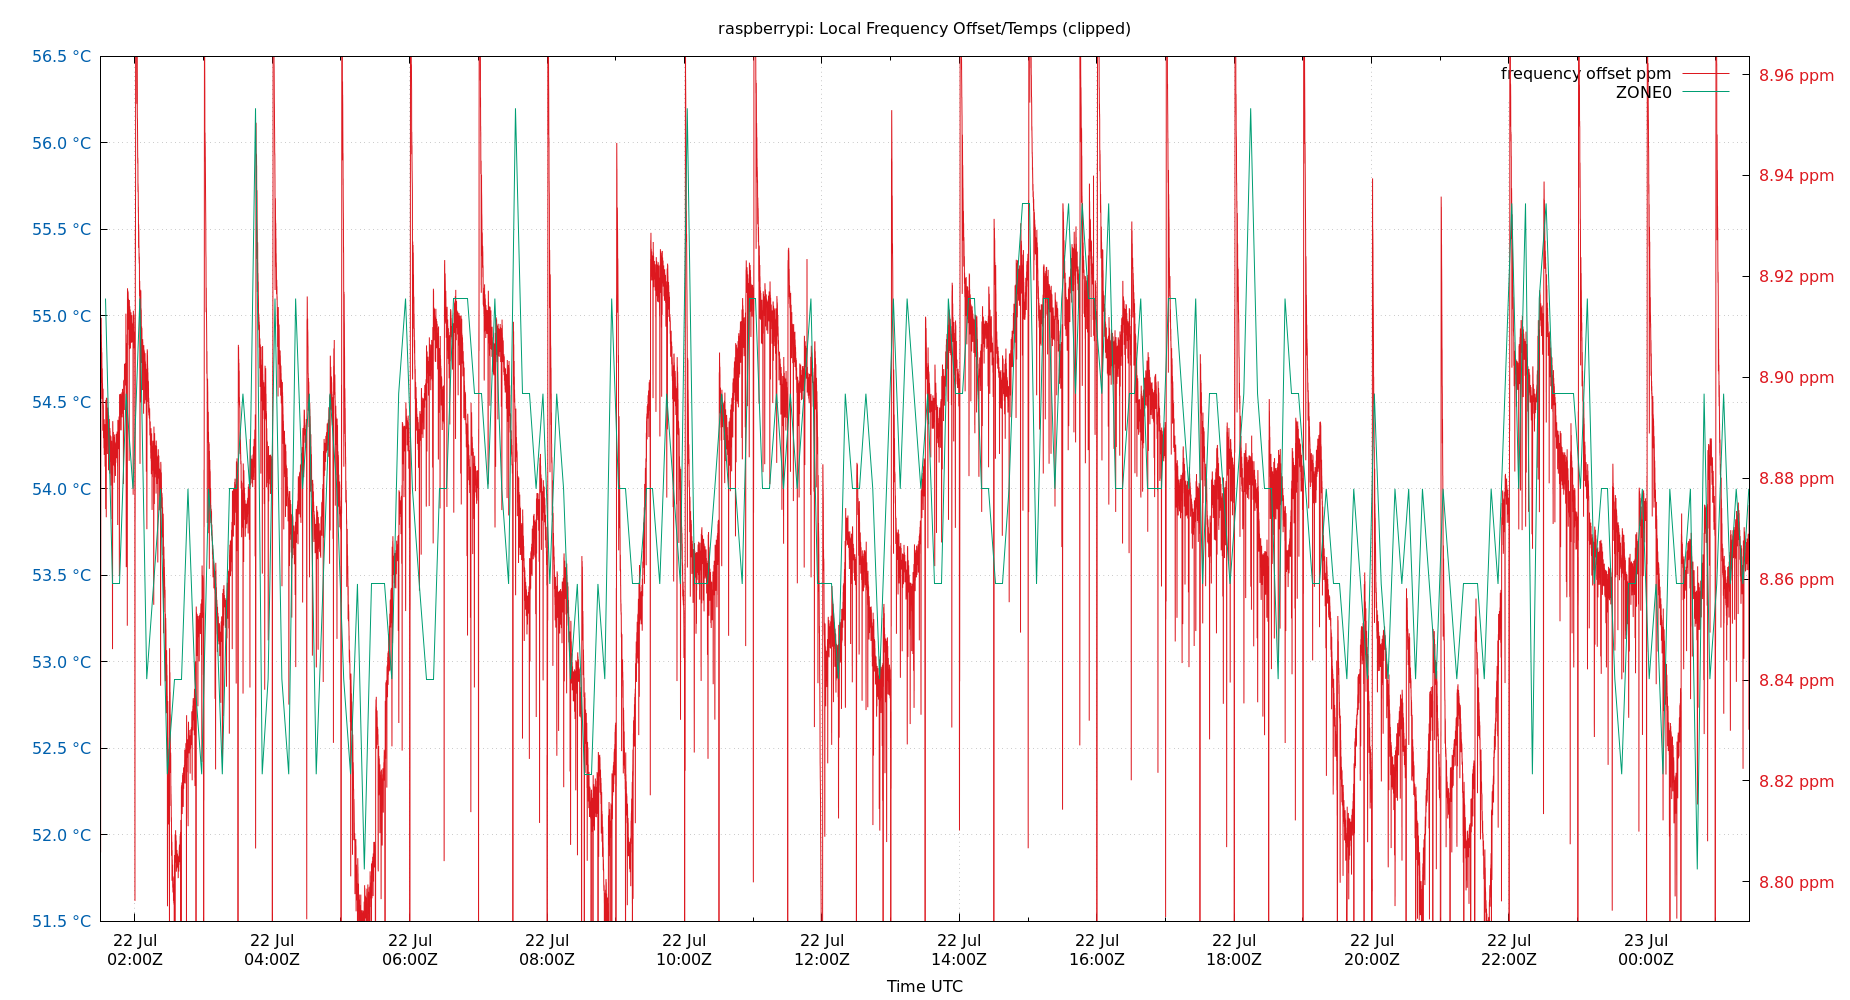 raspberrypi: Local Frequency Offset/Temps (clipped)
56.5 °C
56.0 °C
55.5 °C
55.0 °C
54.5 °C
54.0 °C
53.5 °C
53.0 °C
52.5 °C
52.0 °C
51.5 °C
frequency offset ppm
ZONE0
8.96 ppm
8.94 ppm
8.92 ppm
8.90 ppm
8.88 ppm
8.86 ppm
8.84 ppm
8.82 ppm
8.80 ppm
22 Jul 22 Jul 22 Jul 22 Jul 22 Jul 22 Jul 22 Jul 22 Jul 22 Jul 22 Jul 22 Jul 23 Jul
02:00Z 04:00Z 06:00Z 08:00Z 10:00Z 12:00Z 14:00Z 16:00Z 18:00Z 20:00Z 22:00Z 00:00Z
Time UTC